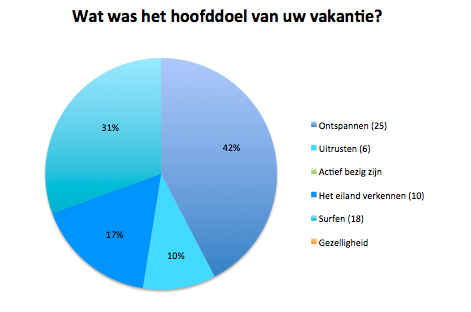 Wat was het hoofddoel van uw vakantie?
31%
42%
17%
10%
Ontspannen (25)
Uitrusten (6)
Actief bezig zijn
Het eiland verkennen (10)
Surfen (18)
Gezelligheid